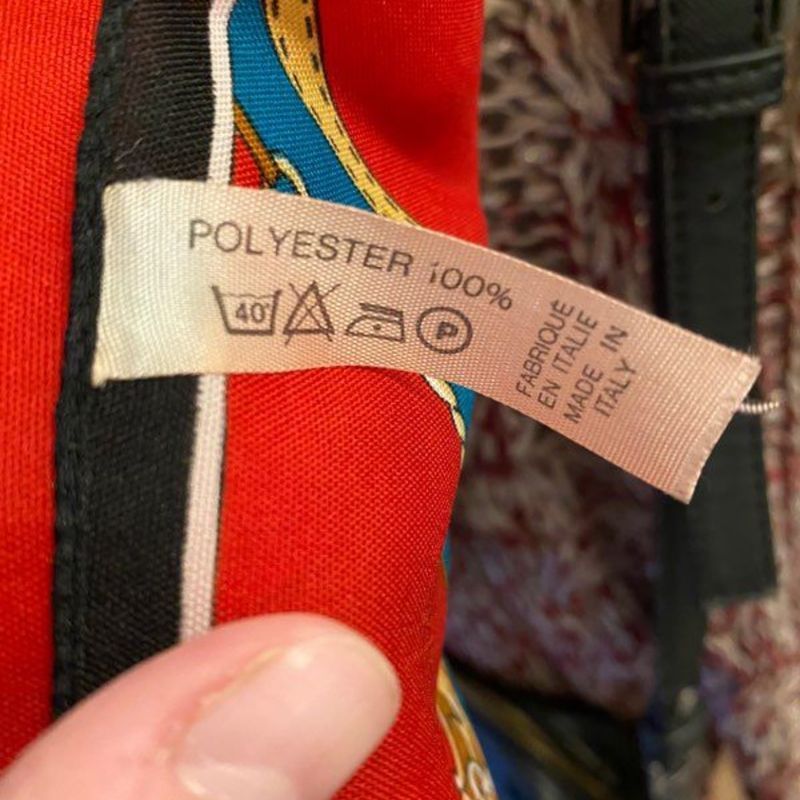 POLYESTER 100%
40° P
FABRIQUÉ
EN ITALIE
MADE IN
ITALY